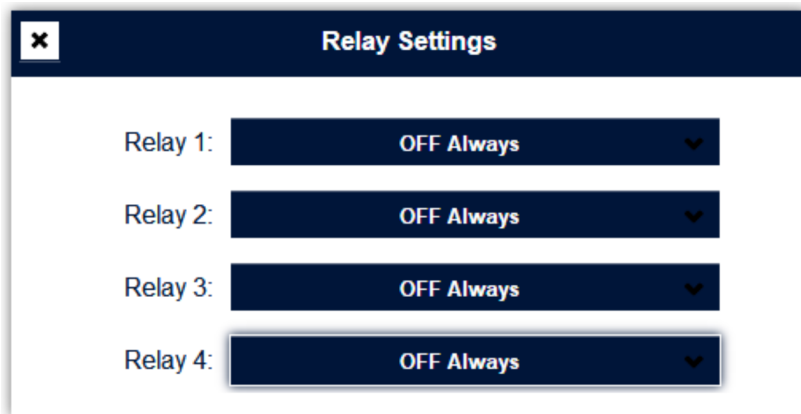 Relay Settings
Relay 1: OFF Always
Relay 2: OFF Always
Relay 3: OFF Always
Relay 4: OFF Always